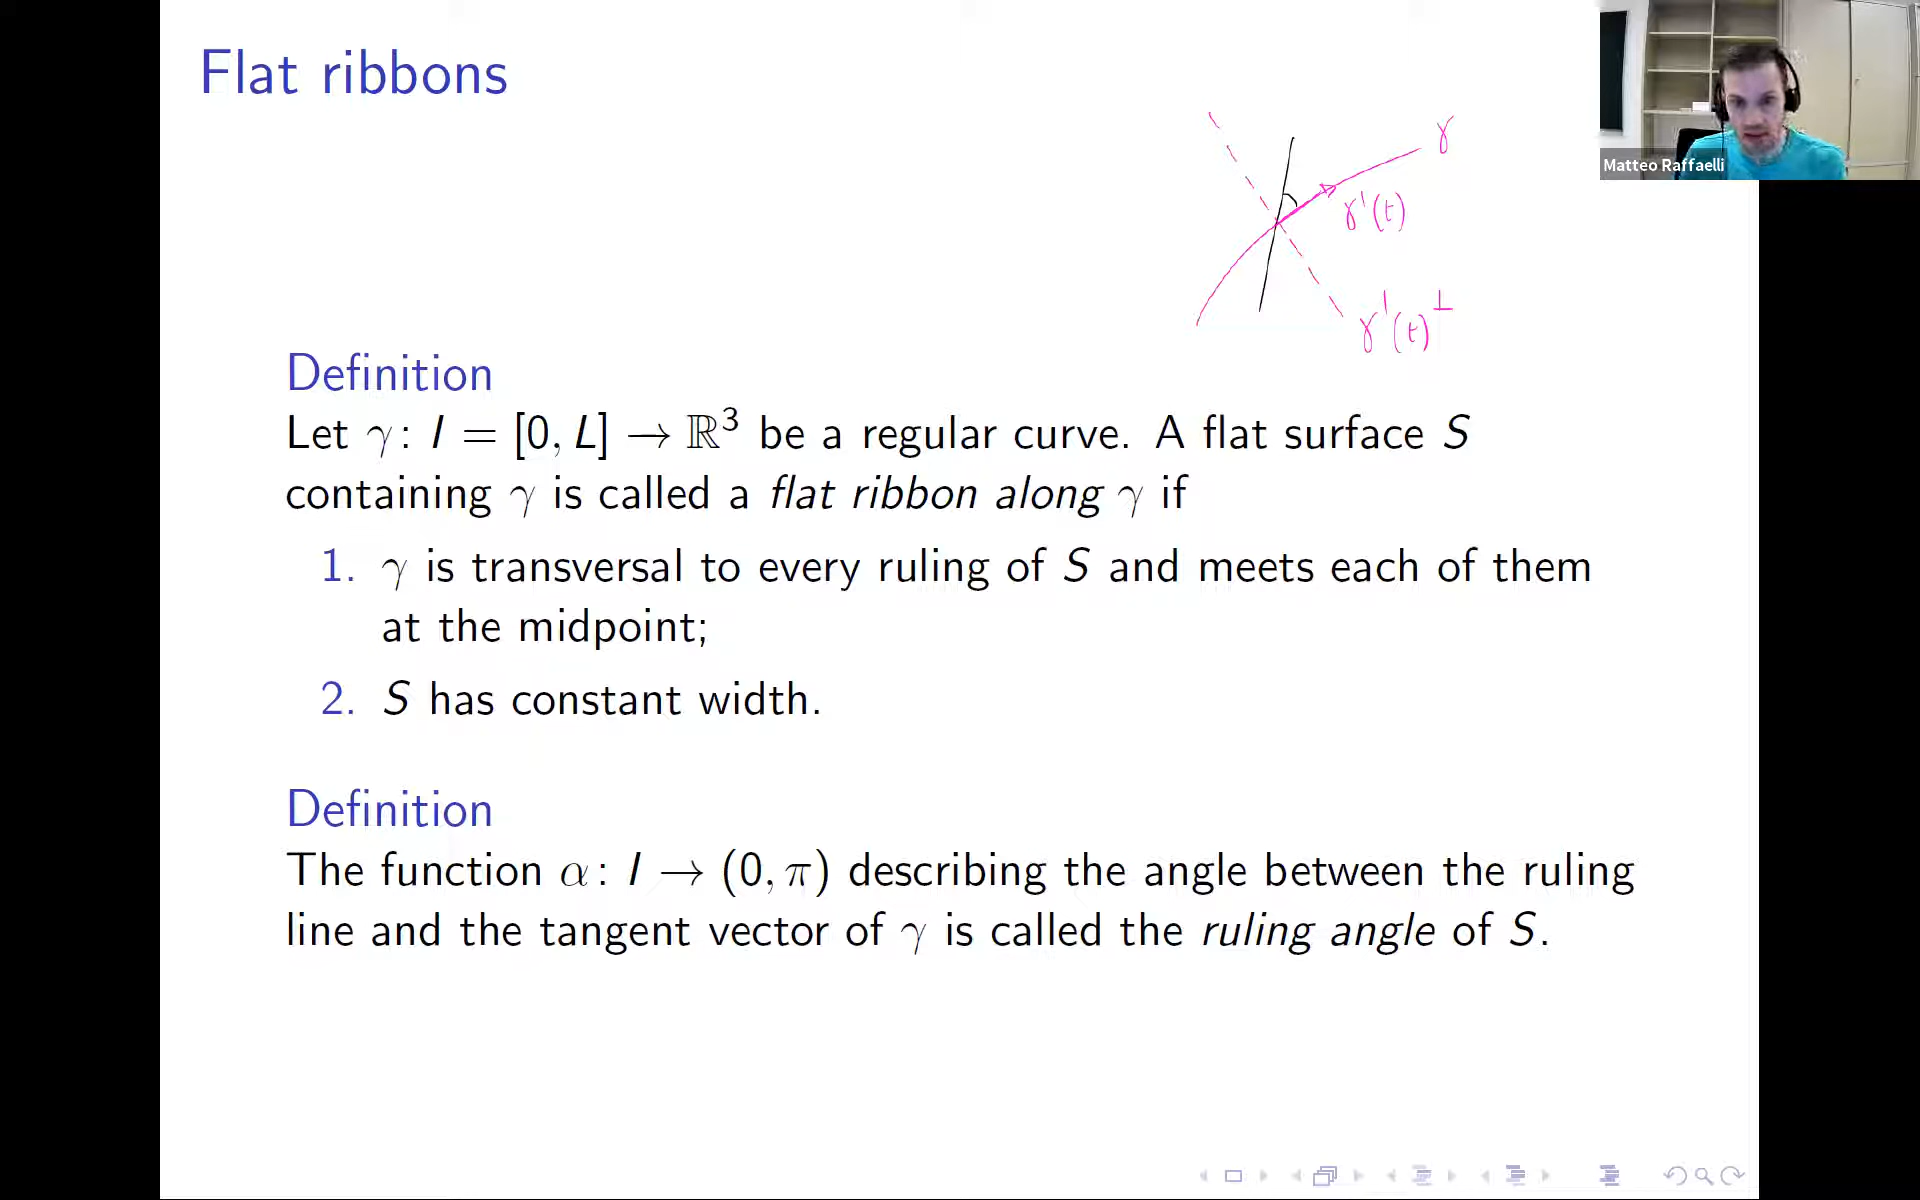 Flat ribbons
γ
γ'(t)
γ'(t)⊥
Matteo Raffaelli
Definition
Let γ: I = [0, L] → ℝ³ be a regular curve. A flat surface S
containing γ is called a flat ribbon along γ if
1. γ is transversal to every ruling of S and meets each of them
at the midpoint;
2. S has constant width.
Definition
The function α: I → (0, π) describing the angle between the ruling
line and the tangent vector of γ is called the ruling angle of S.